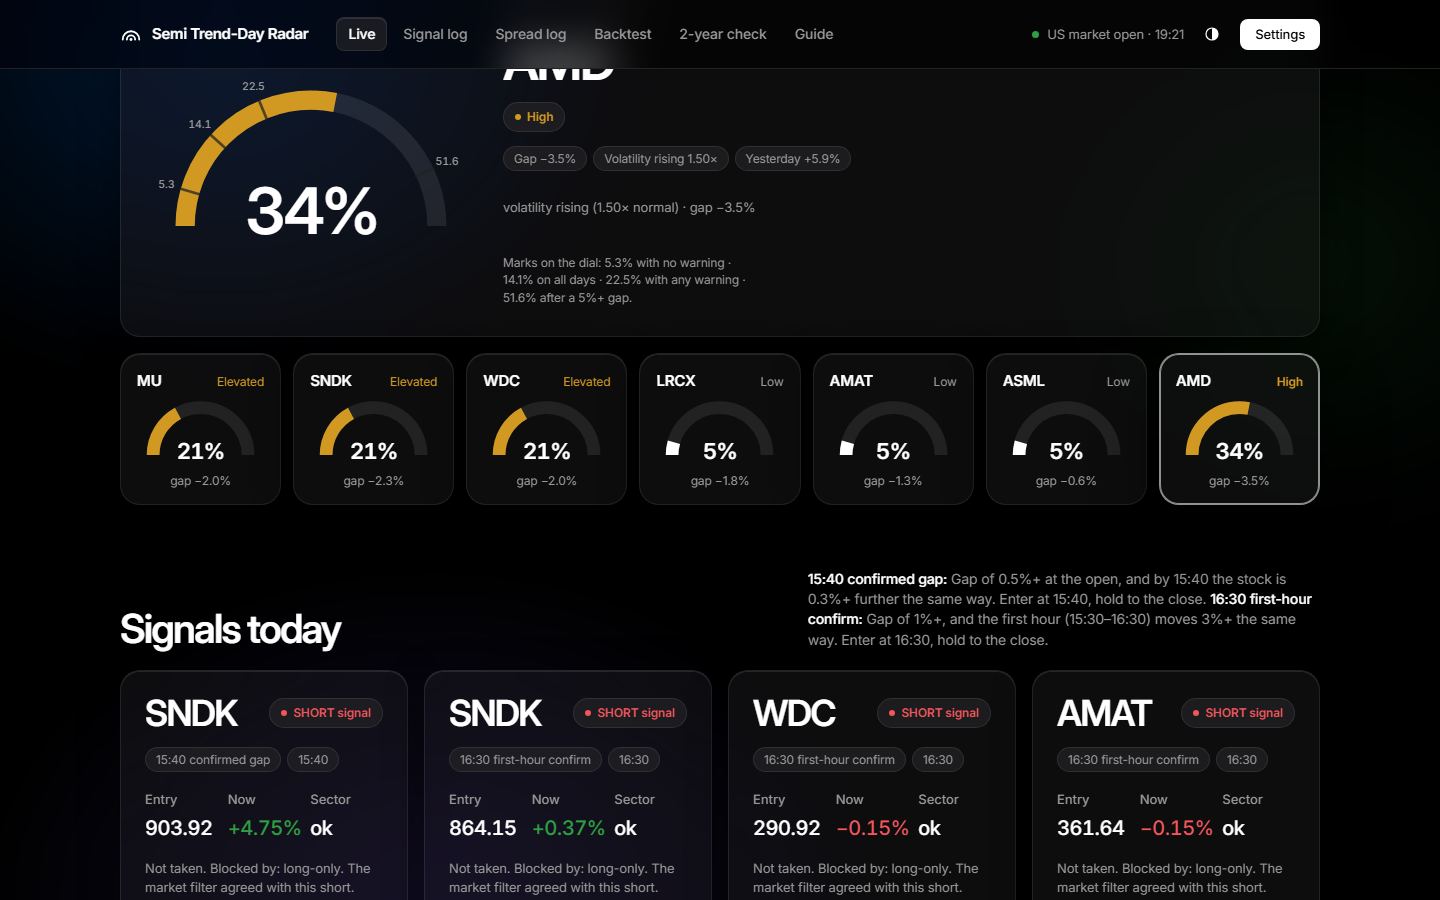 Semi Trend-Day Radar
Live
Signal log
Spread log
Backtest
2-year check
Guide
US market open · 19:21
Settings
AMD
22.5
14.1
5.3
51.6
34%
High
Gap −3.5%
Volatility rising 1.50×
Yesterday +5.9%
volatility rising (1.50× normal) · gap −3.5%
Marks on the dial: 5.3% with no warning ·
14.1% on all days · 22.5% with any warning ·
51.6% after a 5%+ gap.
MU
Elevated
21%
gap −2.0%
SNDK
Elevated
21%
gap −2.3%
WDC
Elevated
21%
gap −2.0%
LRCX
Low
5%
gap −1.8%
AMAT
Low
5%
gap −1.3%
ASML
Low
5%
gap −0.6%
AMD
High
34%
gap −3.5%
Signals today
15:40 confirmed gap: Gap of 0.5%+ at the open, and by 15:40 the stock is
0.3%+ further the same way. Enter at 15:40, hold to the close. 16:30 first-hour
confirm: Gap of 1%+, and the first hour (15:30–16:30) moves 3%+ the same
way. Enter at 16:30, hold to the close.
SNDK
SHORT signal
15:40 confirmed gap
15:40
Entry
Now
Sector
903.92
+4.75%
ok
Not taken. Blocked by: long-only. The
market filter agreed with this short.
SNDK
SHORT signal
16:30 first-hour confirm
16:30
Entry
Now
Sector
864.15
+0.37%
ok
Not taken. Blocked by: long-only. The
market filter agreed with this short.
WDC
SHORT signal
16:30 first-hour confirm
16:30
Entry
Now
Sector
290.92
−0.15%
ok
Not taken. Blocked by: long-only. The
market filter agreed with this short.
AMAT
SHORT signal
16:30 first-hour confirm
16:30
Entry
Now
Sector
361.64
−0.15%
ok
Not taken. Blocked by: long-only. The
market filter agreed with this short.